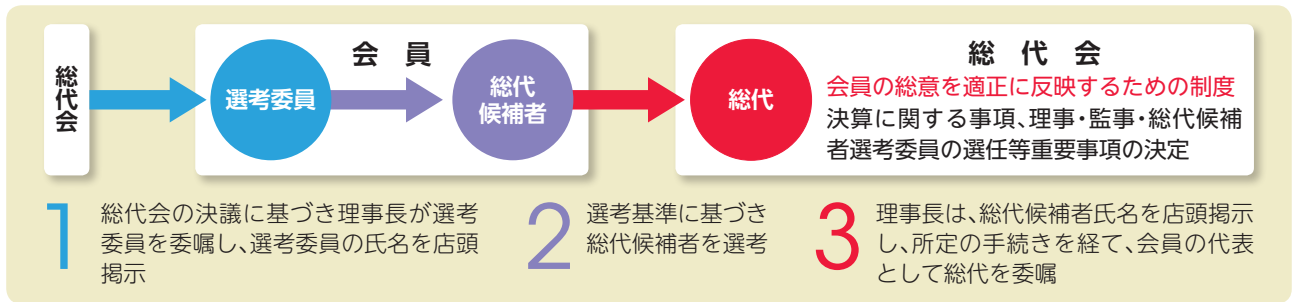 総代会
会員
選考委員
総代
候補者
総代
総代会
会員の総意を適正に反映するための制度
決算に関する事項、理事・監事・総代候補
者選考委員の選任等重要事項の決定
1
総代会の決議に基づき理事長が選考
委員を委嘱し、選考委員の氏名を店頭
掲示
2
選考基準に基づき
総代候補者を選考
3
理事長は、総代候補者氏名を店頭掲示
し、所定の手続きを経て、会員の代表
として総代を委嘱